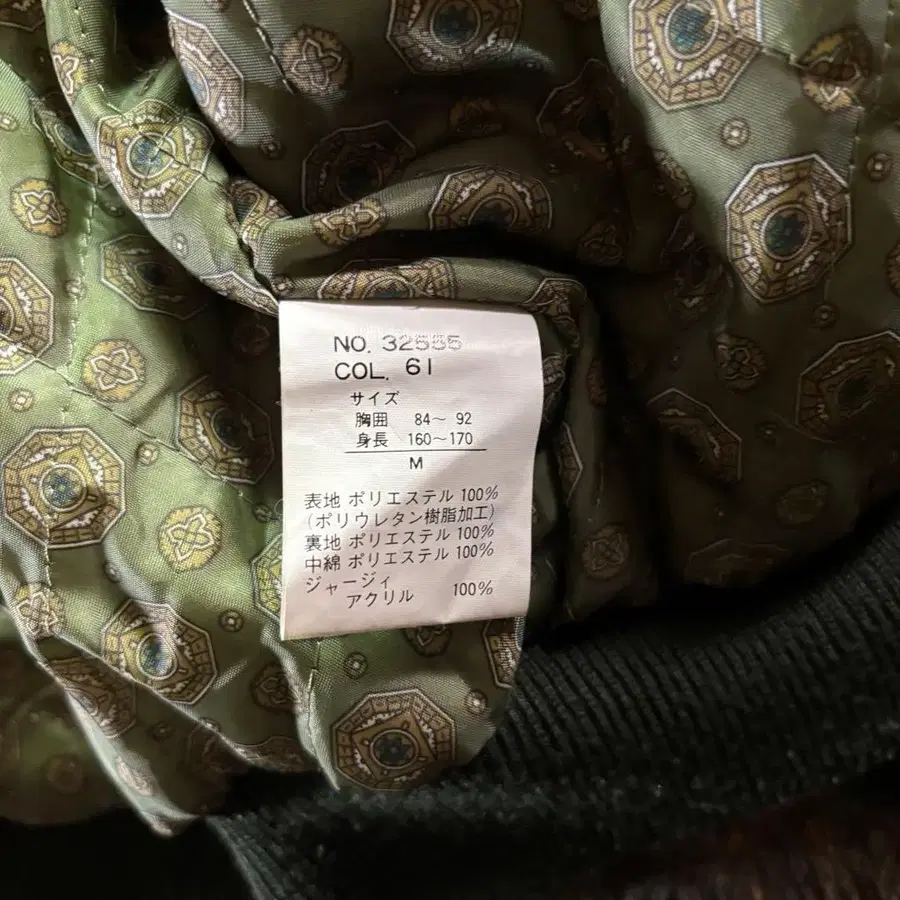 NO. 32555
COL. 61
サイズ
胸囲 84～92
身長 160～170
M
表地 ポリエステル 100%
(ポリウレタン樹脂加工)
裏地 ポリエステル 100%
中綿 ポリエステル 100%
ジャージィ
アクリル 100%